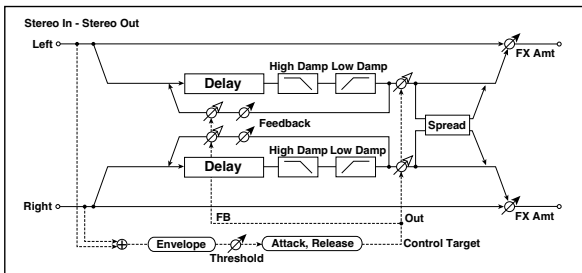 Stereo In - Stereo Out
Left
FX Amt
High Damp Low Damp
Delay
Feedback
Spread
High Damp Low Damp
Delay
Right
FB
Out
FX Amt
Envelope
Threshold
Attack, Release
Control Target